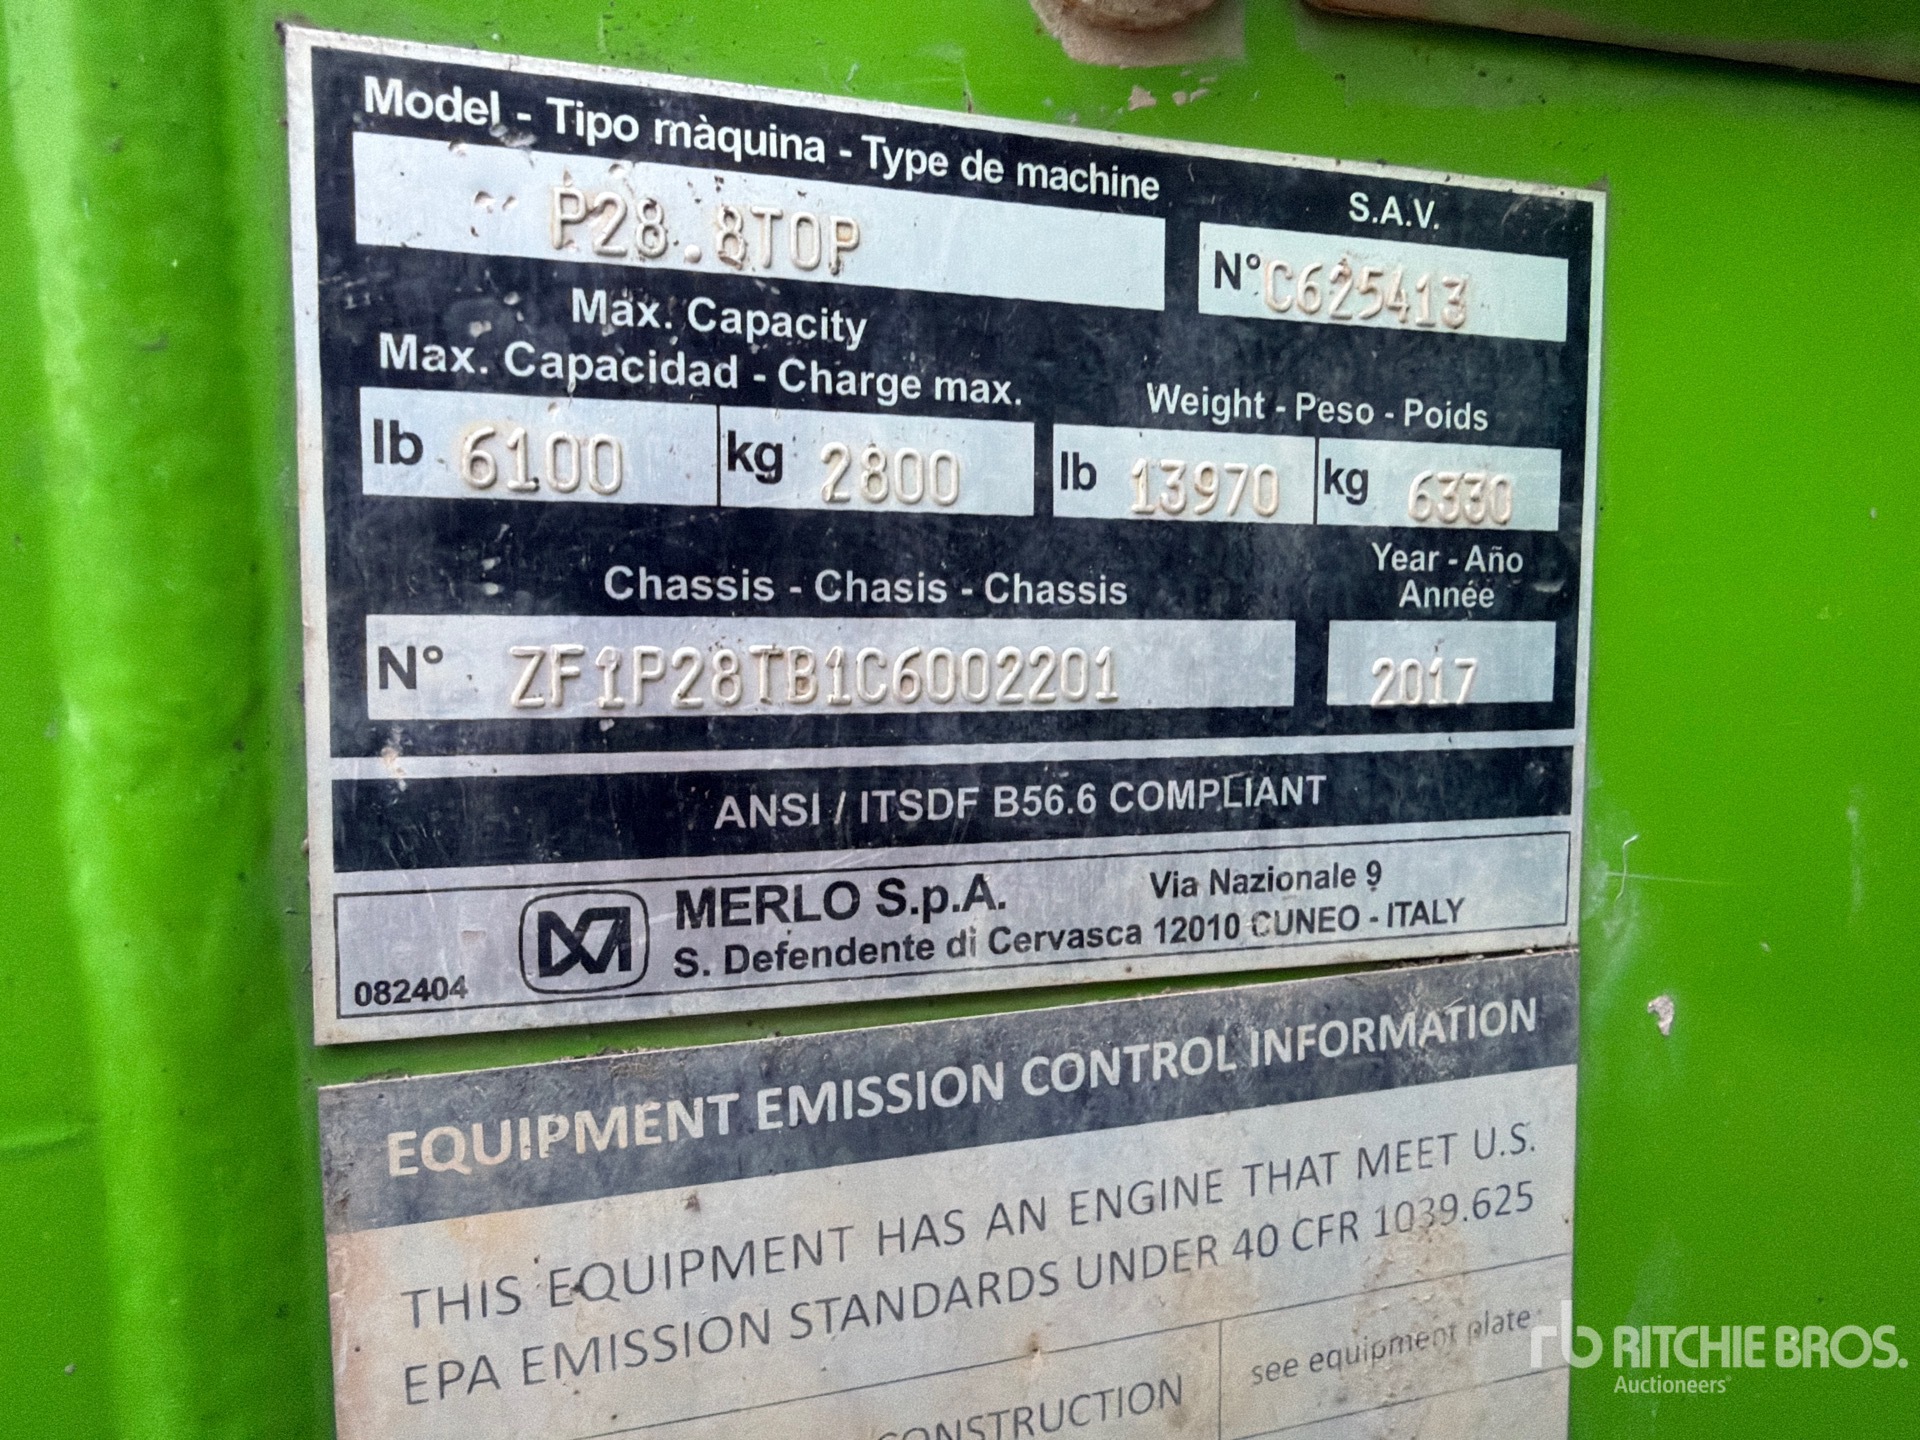 Model - Tipo màquina - Type de machine
P28.8TOP
S.A.V.
N° C625413
Max. Capacity
Max. Capacidad - Charge max.
lb 6100 kg 2800
Weight - Peso - Poids
lb 13970 kg 6330
Chassis - Chasis - Chassis
N° ZF1P28TB1C6002201
Year - Año
Année
2017
ANSI / ITSDF B56.6 COMPLIANT
MERLO S.p.A. Via Nazionale 9
S. Defendente di Cervasca 12010 CUNEO - ITALY
082404
EQUIPMENT EMISSION CONTROL INFORMATION
THIS EQUIPMENT HAS AN ENGINE THAT MEET U.S.
EPA EMISSION STANDARDS UNDER 40 CFR 1039.625
see equipment plate
rb RITCHIE BROS.
Auctioneers